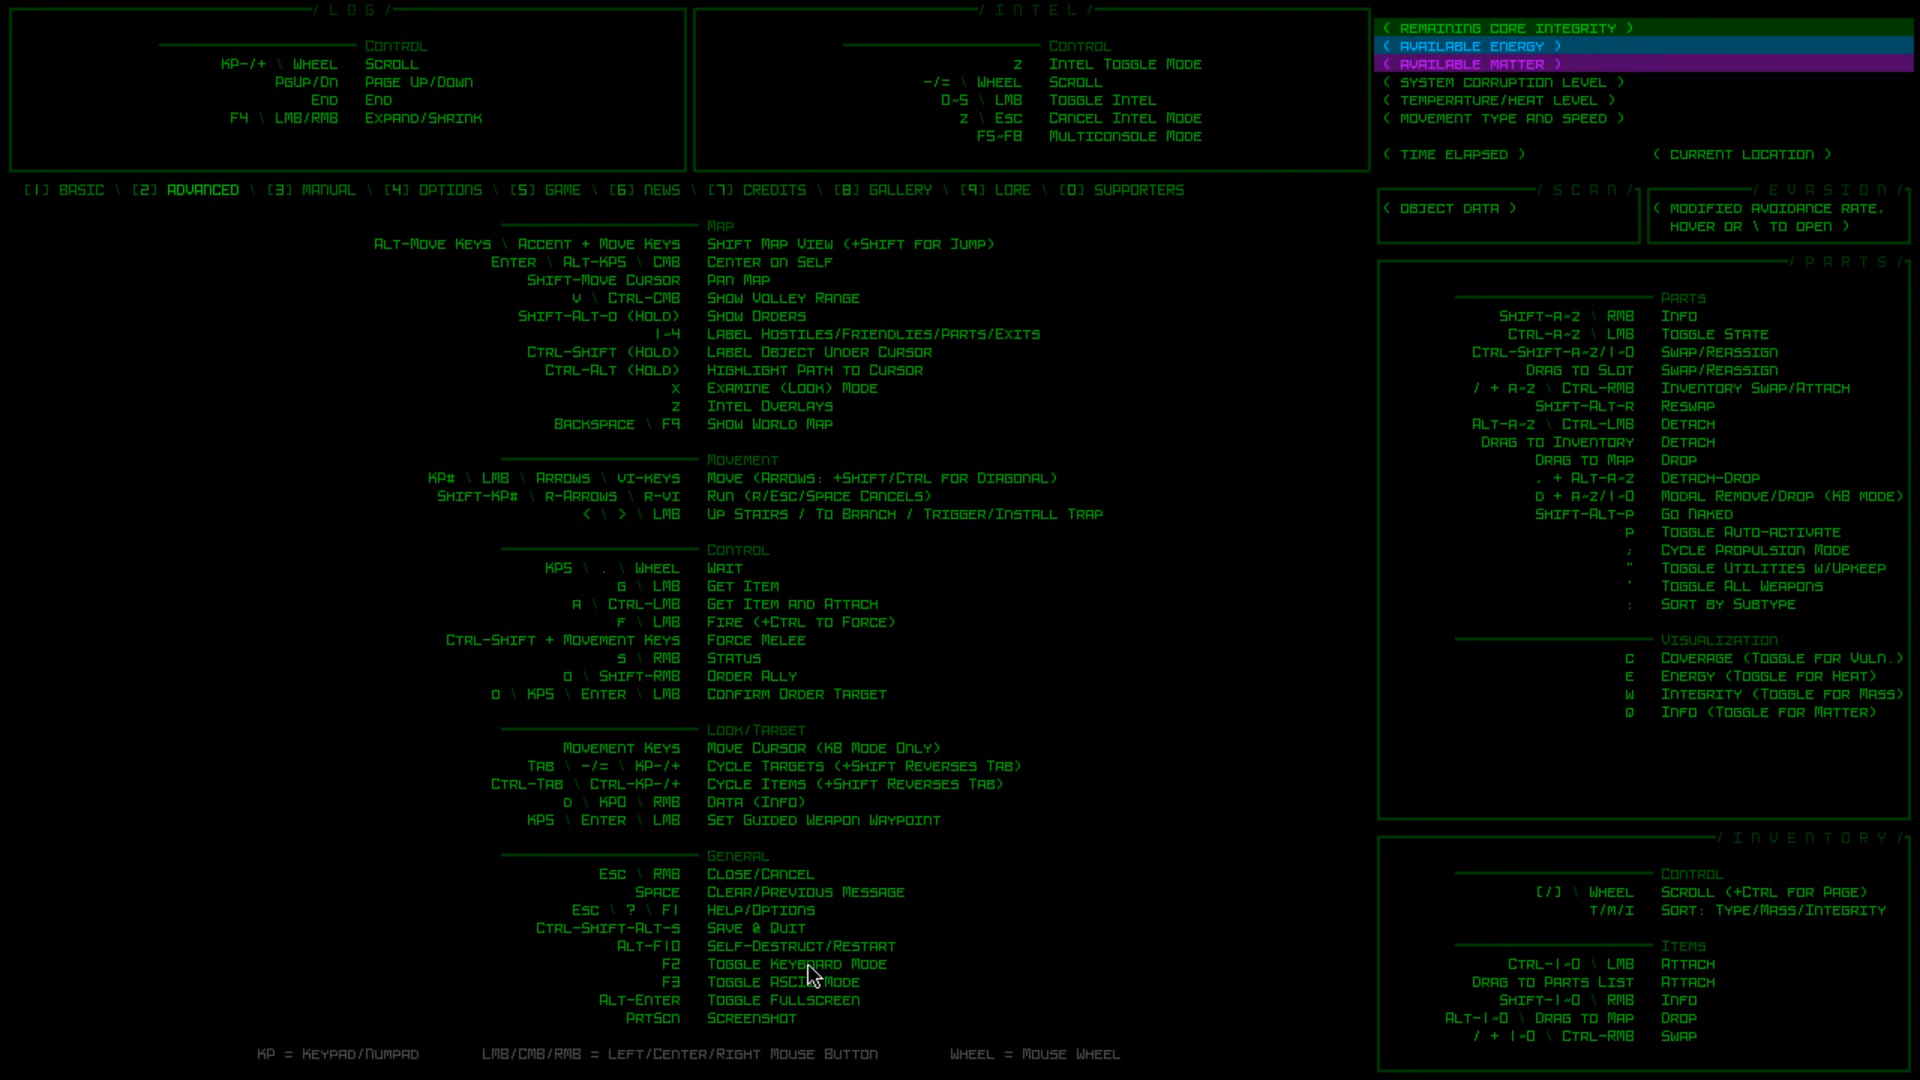 / L O G /
CONTROL
KP-/+ \ WHEEL SCROLL
PGUP/DN PAGE UP/DOWN
END END
F4 \ LMB/RMB EXPAND/SHRINK
/ I N T E L /
CONTROL
Z INTEL TOGGLE MODE
-/= \ WHEEL SCROLL
0~5 \ LMB TOGGLE INTEL
Z \ ESC CANCEL INTEL MODE
F5~F8 MULTICONSOLE MODE
( REMAINING CORE INTEGRITY )
( AVAILABLE ENERGY )
( AVAILABLE MATTER )
( SYSTEM CORRUPTION LEVEL )
( TEMPERATURE/HEAT LEVEL )
( MOVEMENT TYPE AND SPEED )
( TIME ELAPSED ) ( CURRENT LOCATION )
[1] BASIC \ [2] ADVANCED \ [3] MANUAL \ [4] OPTIONS \ [5] GAME \ [6] NEWS \ [7] CREDITS \ [8] GALLERY \ [9] LORE \ [0] SUPPORTERS
/ S C A N /
( OBJECT DATA )
/ E V A S I O N /
( MODIFIED AVOIDANCE RATE,
HOVER OR \ TO OPEN )
MAP
ALT-MOVE KEYS \ ACCENT + MOVE KEYS SHIFT MAP VIEW (+SHIFT FOR JUMP)
ENTER \ ALT-KP5 \ CMB CENTER ON SELF
SHIFT-MOVE CURSOR PAN MAP
V \ CTRL-CMB SHOW VOLLEY RANGE
SHIFT-ALT-O (HOLD) SHOW ORDERS
1~4 LABEL HOSTILES/FRIENDLIES/PARTS/EXITS
CTRL-SHIFT (HOLD) LABEL OBJECT UNDER CURSOR
CTRL-ALT (HOLD) HIGHLIGHT PATH TO CURSOR
X EXAMINE (LOOK) MODE
Z INTEL OVERLAYS
BACKSPACE \ F9 SHOW WORLD MAP
MOVEMENT
KP# \ LMB \ ARROWS \ VI-KEYS MOVE (ARROWS: +SHIFT/CTRL FOR DIAGONAL)
SHIFT-KP# \ R-ARROWS \ R-VI RUN (R/ESC/SPACE CANCELS)
< \ > \ LMB UP STAIRS / TO BRANCH / TRIGGER/INSTALL TRAP
CONTROL
KP5 \ . \ WHEEL WAIT
G \ LMB GET ITEM
A \ CTRL-LMB GET ITEM AND ATTACH
F \ LMB FIRE (+CTRL TO FORCE)
CTRL-SHIFT + MOVEMENT KEYS FORCE MELEE
S \ RMB STATUS
O \ SHIFT-RMB ORDER ALLY
O \ KP5 \ ENTER \ LMB CONFIRM ORDER TARGET
LOOK/TARGET
MOVEMENT KEYS MOVE CURSOR (KB MODE ONLY)
TAB \ -/= \ KP-/+ CYCLE TARGETS (+SHIFT REVERSES TAB)
CTRL-TAB \ CTRL-KP-/+ CYCLE ITEMS (+SHIFT REVERSES TAB)
D \ KP0 \ RMB DATA (INFO)
KP5 \ ENTER \ LMB SET GUIDED WEAPON WAYPOINT
GENERAL
ESC \ RMB CLOSE/CANCEL
SPACE CLEAR/PREVIOUS MESSAGE
ESC \ ? \ F1 HELP/OPTIONS
CTRL-SHIFT-ALT-S SAVE & QUIT
ALT-F10 SELF-DESTRUCT/RESTART
F2 TOGGLE KEYBOARD MODE
F3 TOGGLE ASCII MODE
ALT-ENTER TOGGLE FULLSCREEN
PRTSCN SCREENSHOT
KP = KEYPAD/NUMPAD LMB/CMB/RMB = LEFT/CENTER/RIGHT MOUSE BUTTON WHEEL = MOUSE WHEEL
/ P A R T S /
PARTS
SHIFT-A~Z \ RMB INFO
CTRL-A~Z \ LMB TOGGLE STATE
CTRL-SHIFT-A~Z/1~0 SWAP/REASSIGN
DRAG TO SLOT SWAP/REASSIGN
/ + A~Z \ CTRL-RMB INVENTORY SWAP/ATTACH
SHIFT-ALT-R RESWAP
ALT-A~Z \ CTRL-LMB DETACH
DRAG TO INVENTORY DETACH
DRAG TO MAP DROP
, + ALT-A~Z DETACH-DROP
D + A~Z/1~0 MODAL REMOVE/DROP (KB MODE)
SHIFT-ALT-P GO NAKED
P TOGGLE AUTO-ACTIVATE
; CYCLE PROPULSION MODE
" TOGGLE UTILITIES W/UPKEEP
' TOGGLE ALL WEAPONS
: SORT BY SUBTYPE
VISUALIZATION
C COVERAGE (TOGGLE FOR VULN.)
E ENERGY (TOGGLE FOR HEAT)
W INTEGRITY (TOGGLE FOR MASS)
Q INFO (TOGGLE FOR MATTER)
/ I N V E N T O R Y /
CONTROL
[/] \ WHEEL SCROLL (+CTRL FOR PAGE)
T/M/I SORT: TYPE/MASS/INTEGRITY
ITEMS
CTRL-1~0 \ LMB ATTACH
DRAG TO PARTS LIST ATTACH
SHIFT-1~0 \ RMB INFO
ALT-1~0 \ DRAG TO MAP DROP
/ + 1~0 \ CTRL-RMB SWAP